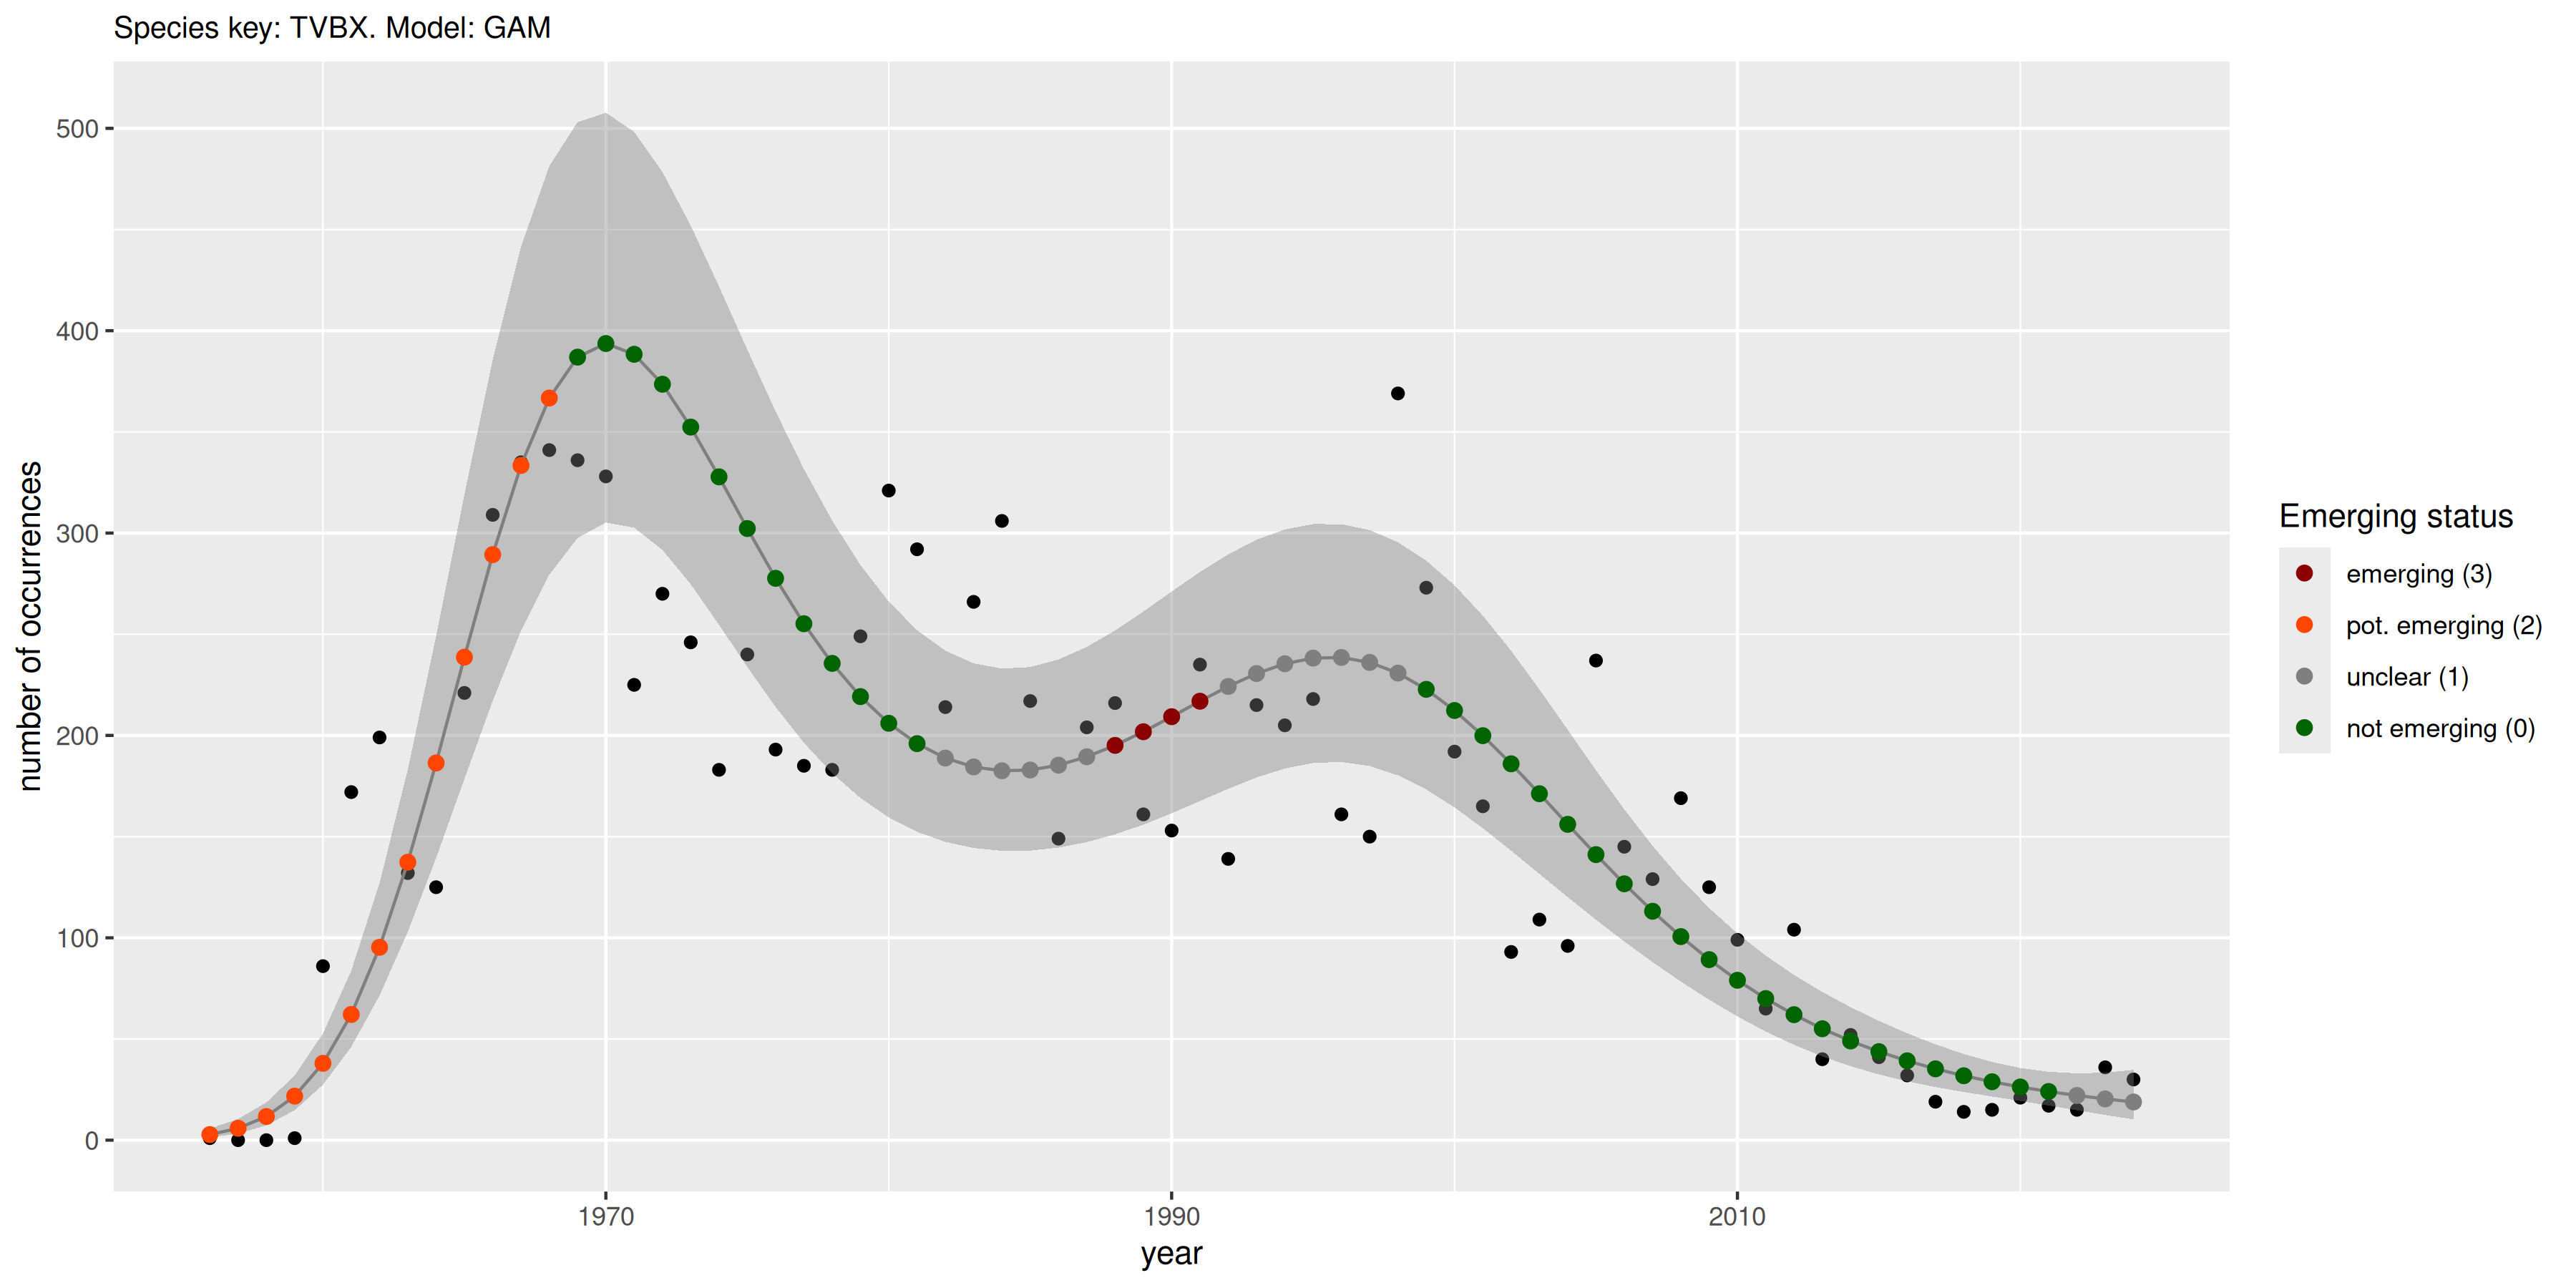 Species key: TVBX. Model: GAM
number of occurrences
500
400
300
200
100
0
1970
1990
2010
year
Emerging status
emerging (3)
pot. emerging (2)
unclear (1)
not emerging (0)